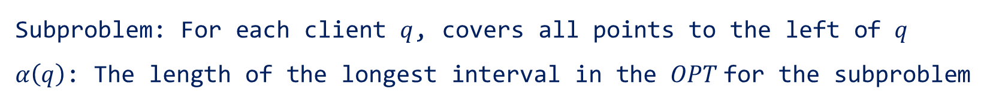 Subproblem: For each client q, covers all points to the left of q
α(q): The length of the longest interval in the OPT for the subproblem